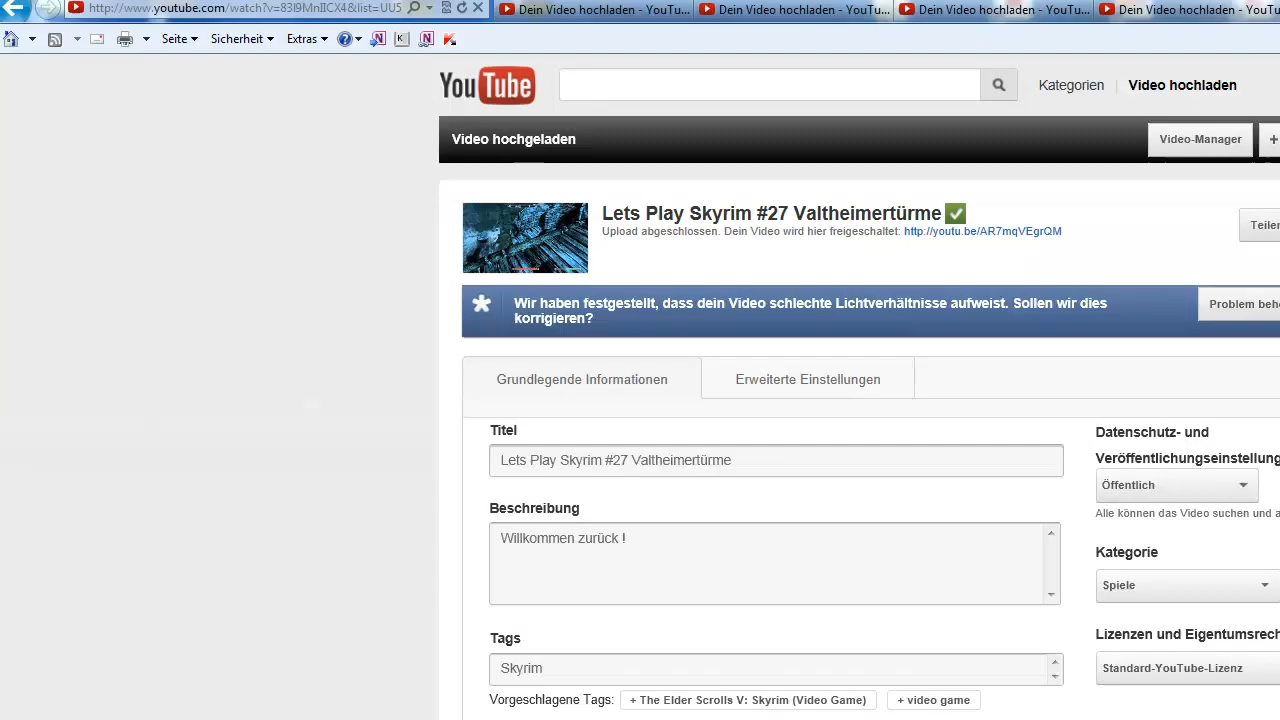 http://www.youtube.com/watch?v=83I9MnIICX4&list=UU5
Dein Video hochladen - YouTu...
Dein Video hochladen - YouTu...
Dein Video hochladen - YouTu...
Dein Video hochladen - YouTu
Seite
Sicherheit
Extras
YouTube
Kategorien
Video hochladen
Video hochgeladen
Video-Manager
+
Lets Play Skyrim #27 Valtheimertürme
Teilen
Upload abgeschlossen. Dein Video wird hier freigeschaltet: http://youtu.be/AR7mqVEgrQM
Wir haben festgestellt, dass dein Video schlechte Lichtverhältnisse aufweist. Sollen wir dies
korrigieren?
Problem behe
Grundlegende Informationen
Erweiterte Einstellungen
Titel
Lets Play Skyrim #27 Valtheimertürme
Beschreibung
Willkommen zurück !
Tags
Skyrim
Vorgeschlagene Tags:
+ The Elder Scrolls V: Skyrim (Video Game)
+ video game
Datenschutz- und
Veröffentlichungseinstellung
Öffentlich
Alle können das Video suchen und a
Kategorie
Spiele
Lizenzen und Eigentumsrech
Standard-YouTube-Lizenz